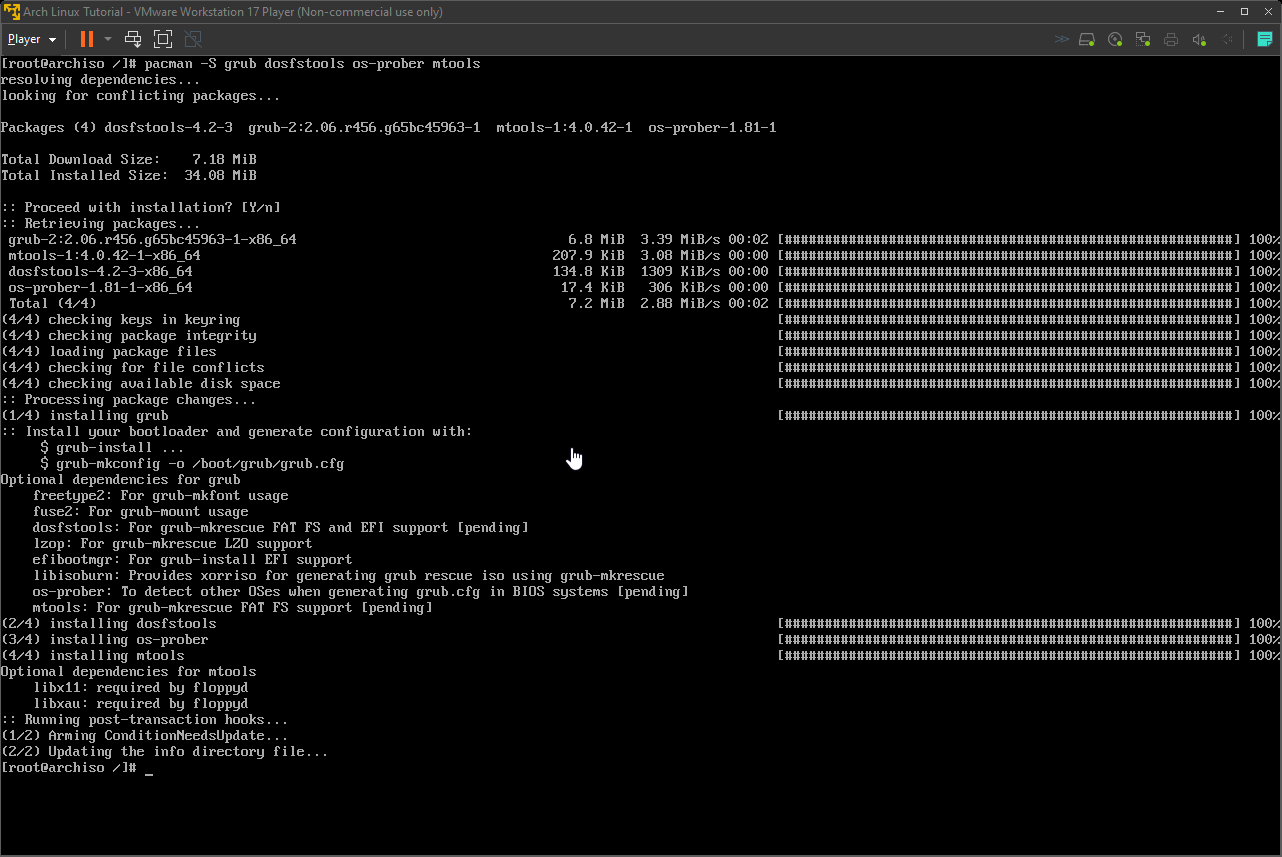 Arch Linux Tutorial - VMware Workstation 17 Player (Non-commercial use only)
Player
[root@archiso /]# pacman -S grub dosfstools os-prober mtools
resolving dependencies...
looking for conflicting packages...
Packages (4) dosfstools-4.2-3  grub-2:2.06.r456.g65bc45963-1  mtools-1:4.0.42-1  os-prober-1.81-1
Total Download Size:    7.18 MiB
Total Installed Size:  34.08 MiB
:: Proceed with installation? [Y/n]
:: Retrieving packages...
grub-2:2.06.r456.g65bc45963-1-x86_64 6.8 MiB 3.39 MiB/s 00:02 [########################################################] 100%
mtools-1:4.0.42-1-x86_64 207.9 KiB 3.08 MiB/s 00:00 [########################################################] 100%
dosfstools-4.2-3-x86_64 134.8 KiB 1309 KiB/s 00:00 [########################################################] 100%
os-prober-1.81-1-x86_64 17.4 KiB 306 KiB/s 00:00 [########################################################] 100%
Total (4/4) 7.2 MiB 2.88 MiB/s 00:02 [########################################################] 100%
(4/4) checking keys in keyring [########################################################] 100%
(4/4) checking package integrity [########################################################] 100%
(4/4) loading package files [########################################################] 100%
(4/4) checking for file conflicts [########################################################] 100%
(4/4) checking available disk space [########################################################] 100%
:: Processing package changes...
(1/4) installing grub [########################################################] 100%
:: Install your bootloader and generate configuration with:
$ grub-install ...
$ grub-mkconfig -o /boot/grub/grub.cfg
Optional dependencies for grub
freetype2: For grub-mkfont usage
fuse2: For grub-mount usage
dosfstools: For grub-mkrescue FAT FS and EFI support [pending]
lzop: For grub-mkrescue LZO support
efibootmgr: For grub-install EFI support
libisoburn: Provides xorriso for generating grub rescue iso using grub-mkrescue
os-prober: To detect other OSes when generating grub.cfg in BIOS systems [pending]
mtools: For grub-mkrescue FAT FS support [pending]
(2/4) installing dosfstools [########################################################] 100%
(3/4) installing os-prober [########################################################] 100%
(4/4) installing mtools [########################################################] 100%
Optional dependencies for mtools
libx11: required by floppyd
libxau: required by floppyd
:: Running post-transaction hooks...
(1/2) Arming ConditionNeedsUpdate...
(2/2) Updating the info directory file...
[root@archiso /]# _